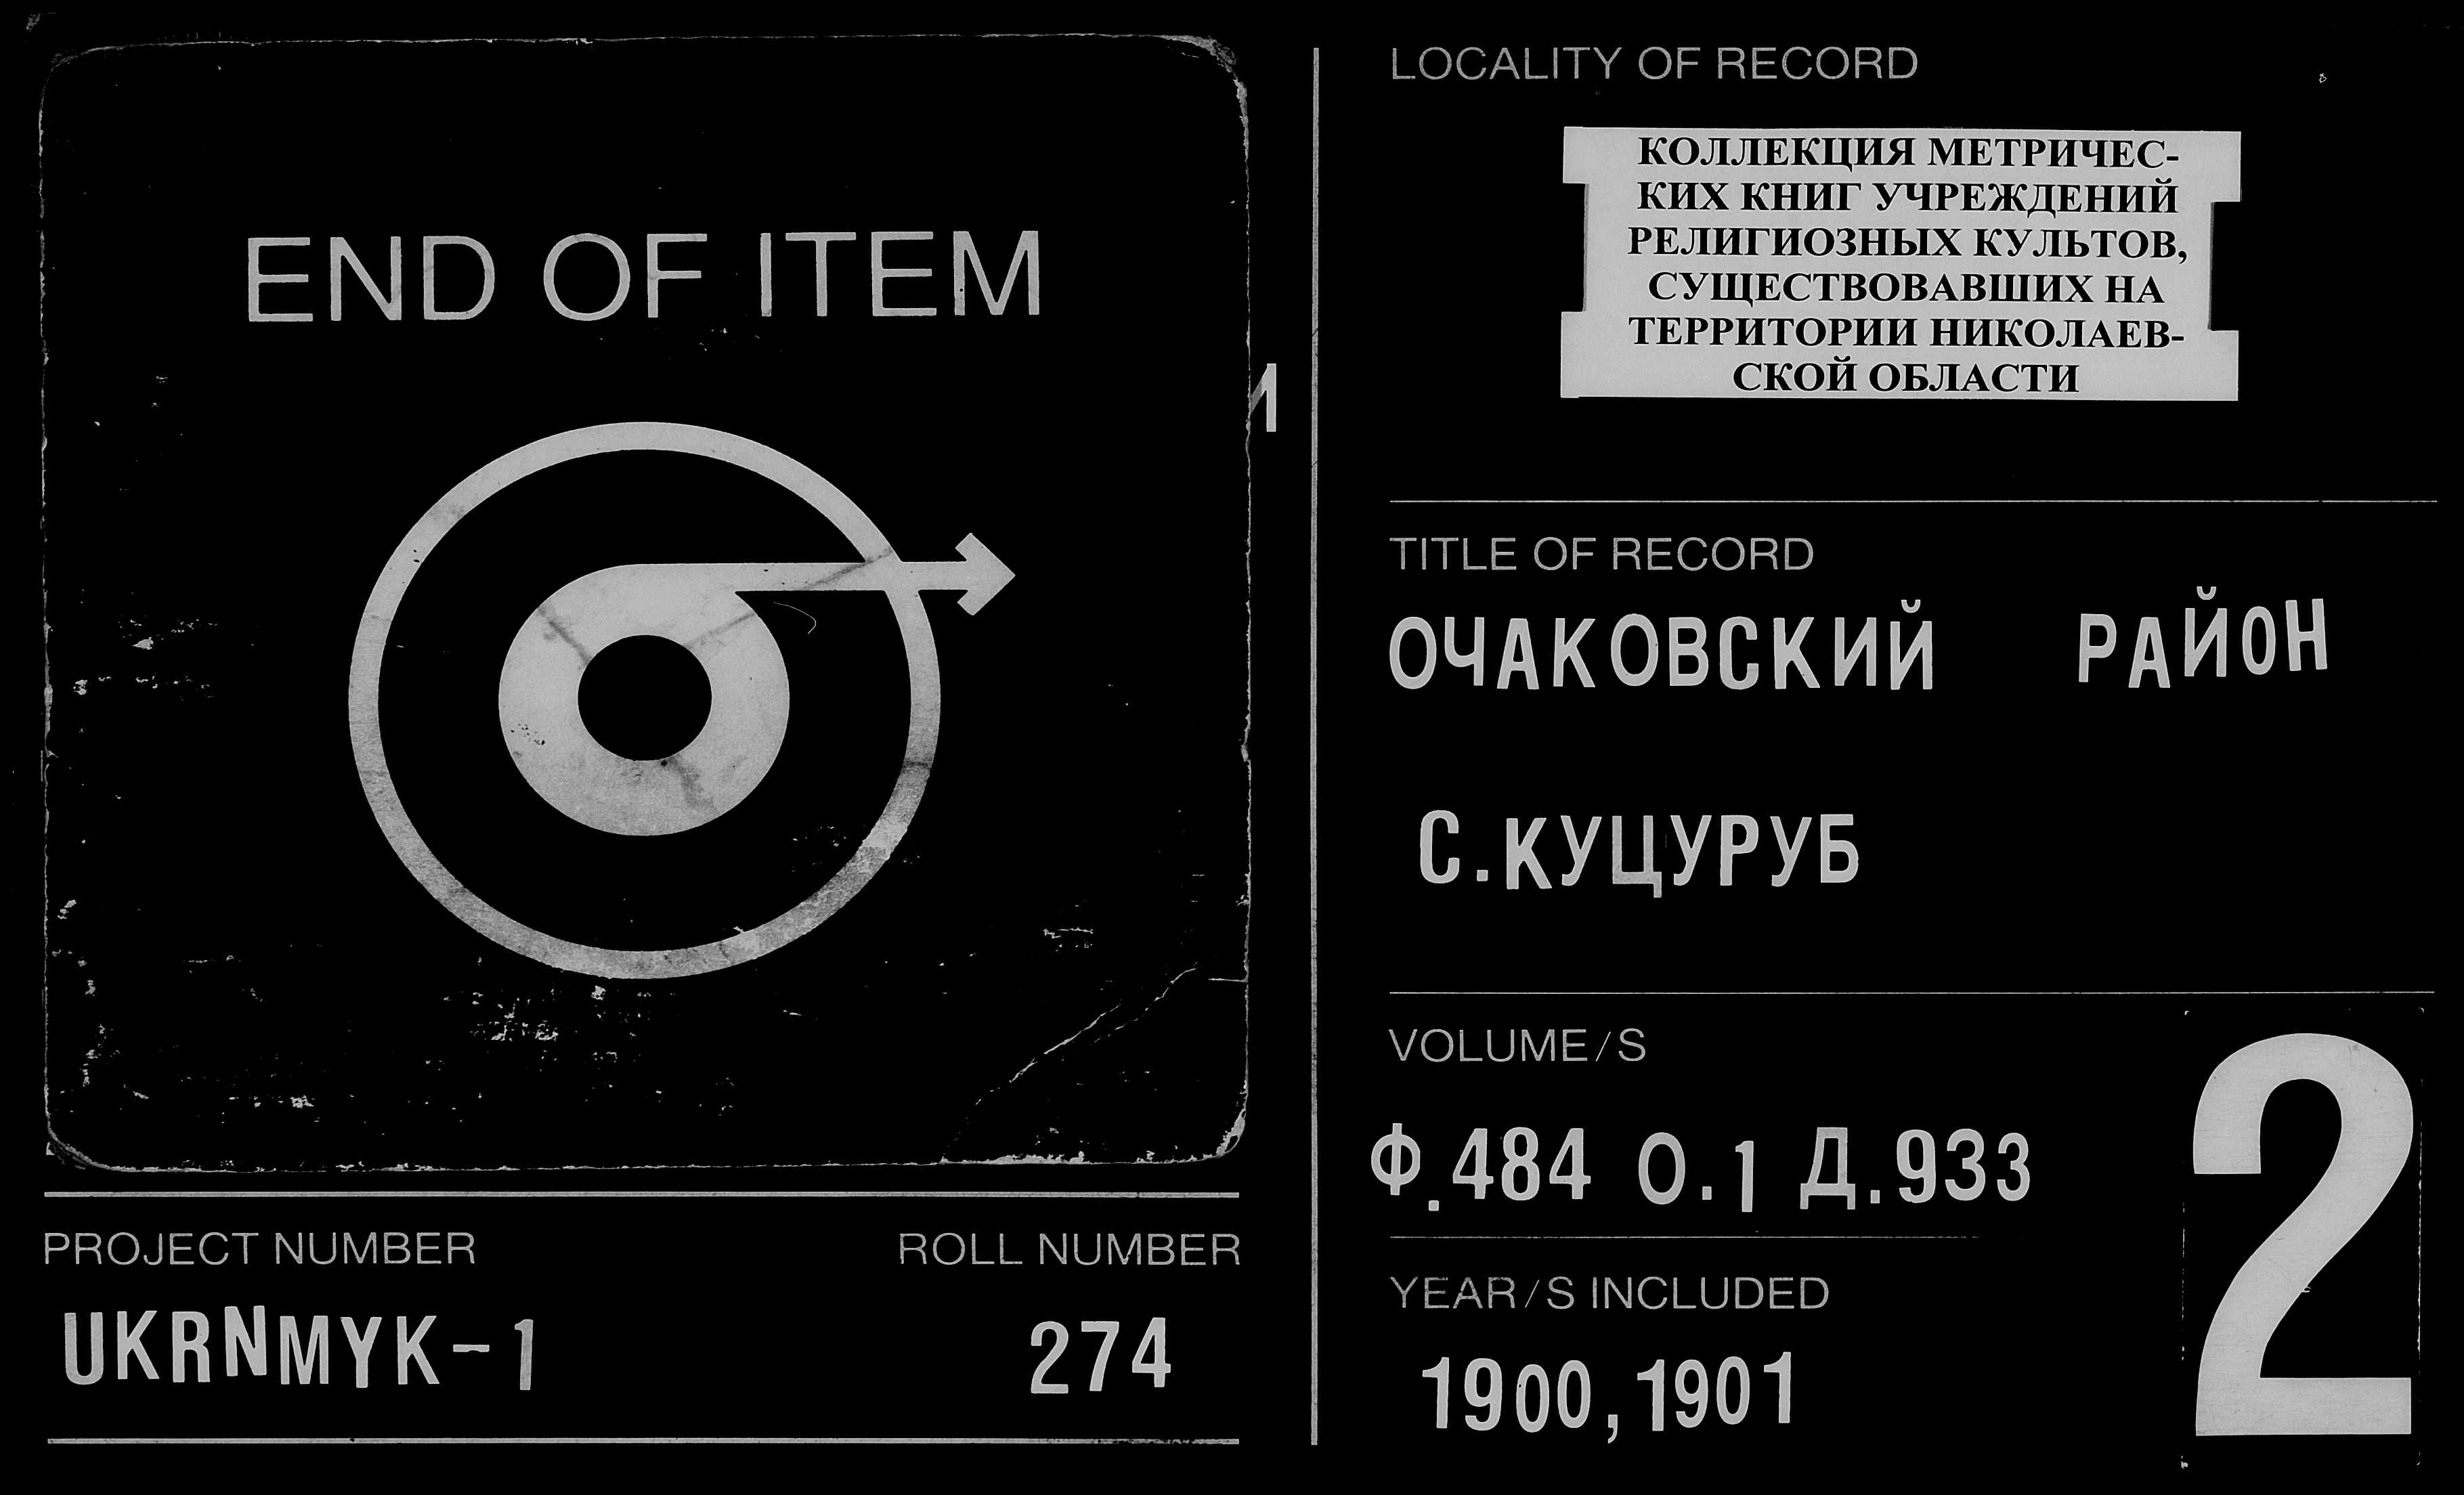 END OF ITEM
PROJECT NUMBER
ROLL NUMBER
UKRNMYK-1
274
LOCALITY OF RECORD
КОЛЛЕКЦИЯ МЕТРИЧЕС-
КИХ КНИГ УЧРЕЖДЕНИЙ
РЕЛИГИОЗНЫХ КУЛЬТОВ,
СУЩЕСТВОВАВШИХ НА
ТЕРРИТОРИИ НИКОЛАЕВ-
СКОЙ ОБЛАСТИ
TITLE OF RECORD
ОЧАКОВСКИЙ РАЙОН
С.КУЦУРУБ
VOLUME/S
Ф.484 О.1 Д.933
YEAR/S INCLUDED
1900,1901
2